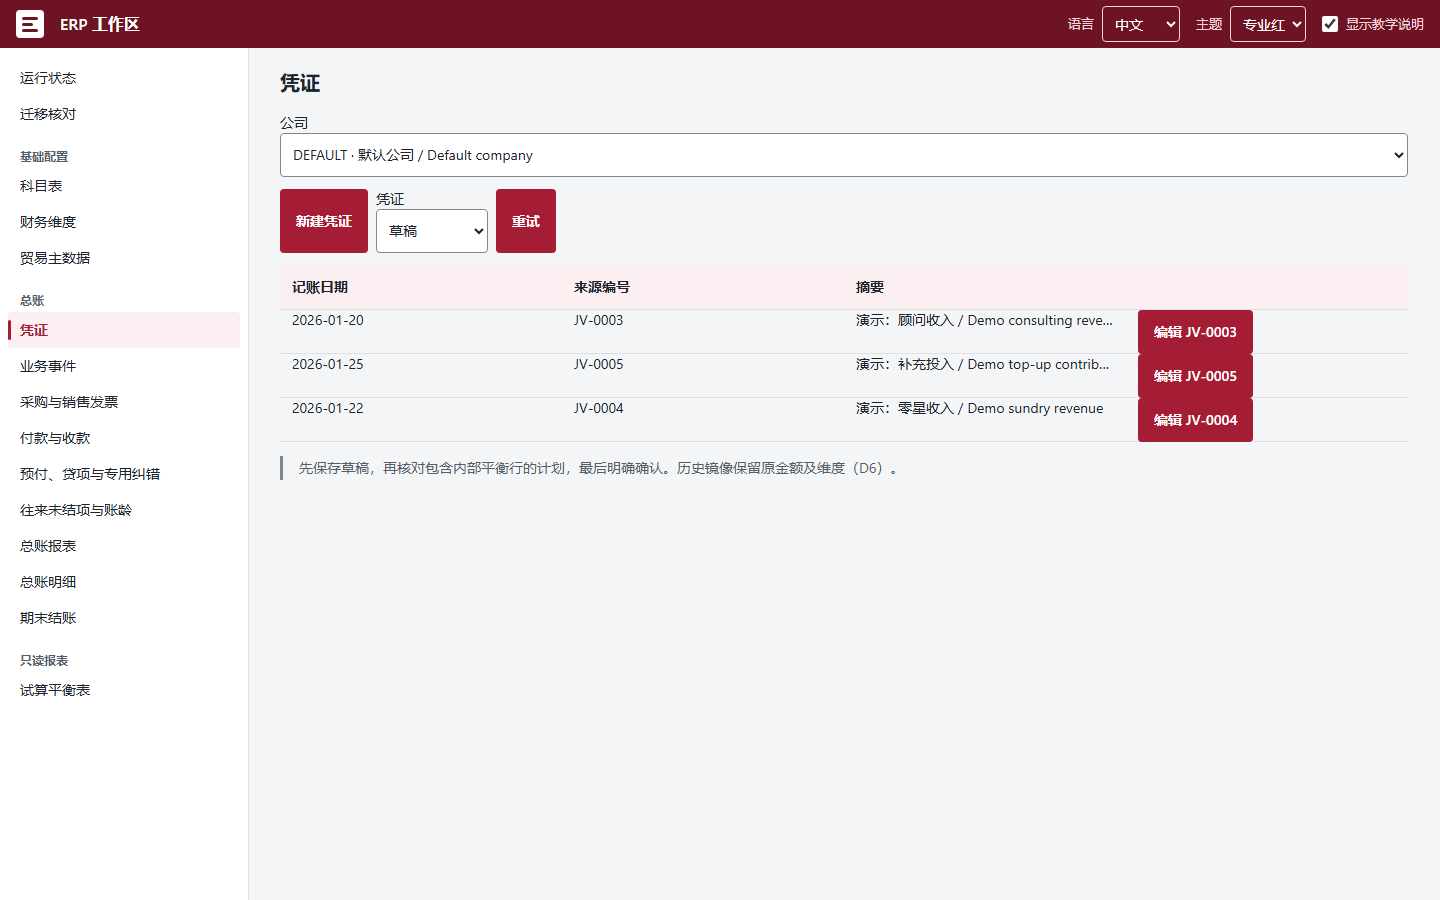 ERP 工作区
语言 中文 主题 专业红 显示教学说明
运行状态
迁移核对
基础配置
科目表
财务维度
贸易主数据
总账
凭证
业务事件
采购与销售发票
付款与收款
预付、贷项与专用纠错
往来未结项与账龄
总账报表
总账明细
期末结账
只读报表
试算平衡表
凭证
公司
DEFAULT · 默认公司 / Default company
新建凭证
凭证
草稿
重试
记账日期 来源编号 摘要
2026-01-20 JV-0003 演示：顾问收入 / Demo consulting reve... 编辑 JV-0003
2026-01-25 JV-0005 演示：补充投入 / Demo top-up contrib... 编辑 JV-0005
2026-01-22 JV-0004 演示：零星收入 / Demo sundry revenue 编辑 JV-0004
先保存草稿，再核对包含内部平衡行的计划，最后明确确认。历史镜像保留原金额及维度（D6）。